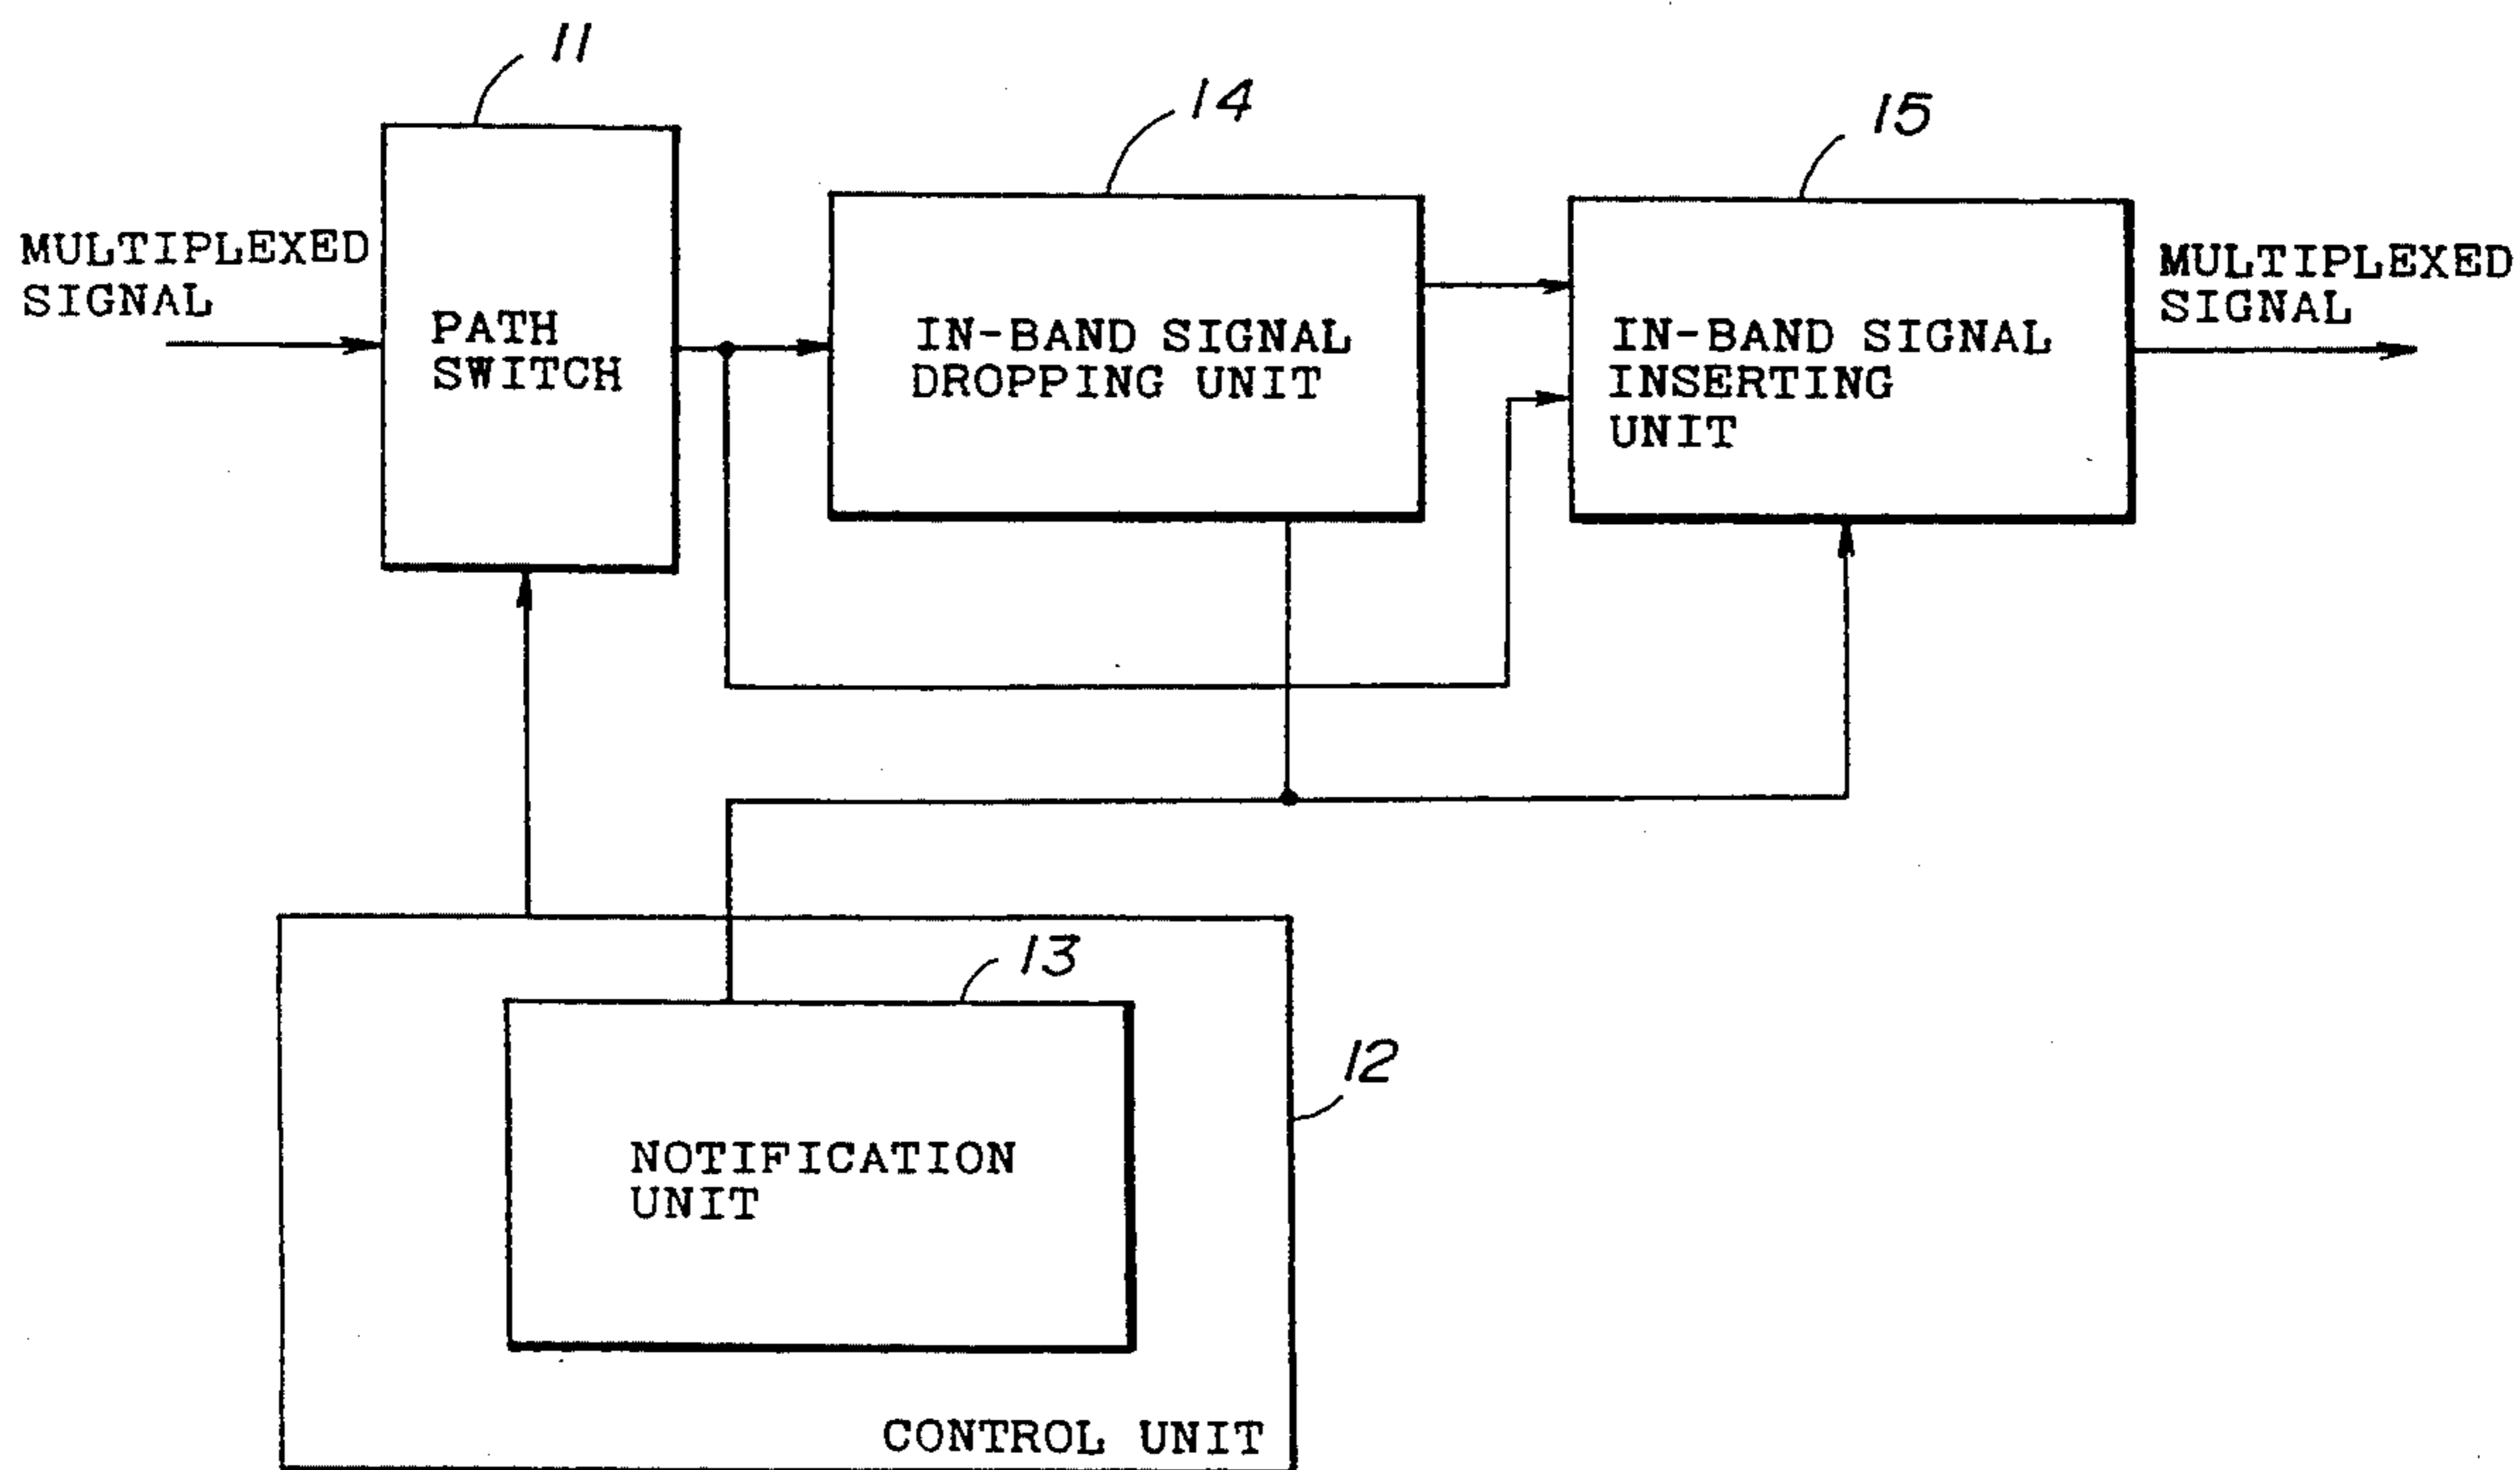 11
14
15
MULTIPLEXED
SIGNAL
PATH
SWITCH
IN-BAND SIGNAL
DROPPING UNIT
IN-BAND SIGNAL
INSERTING
UNIT
MULTIPLEXED
SIGNAL
13
12
NOTIFICATION
UNIT
CONTROL UNIT